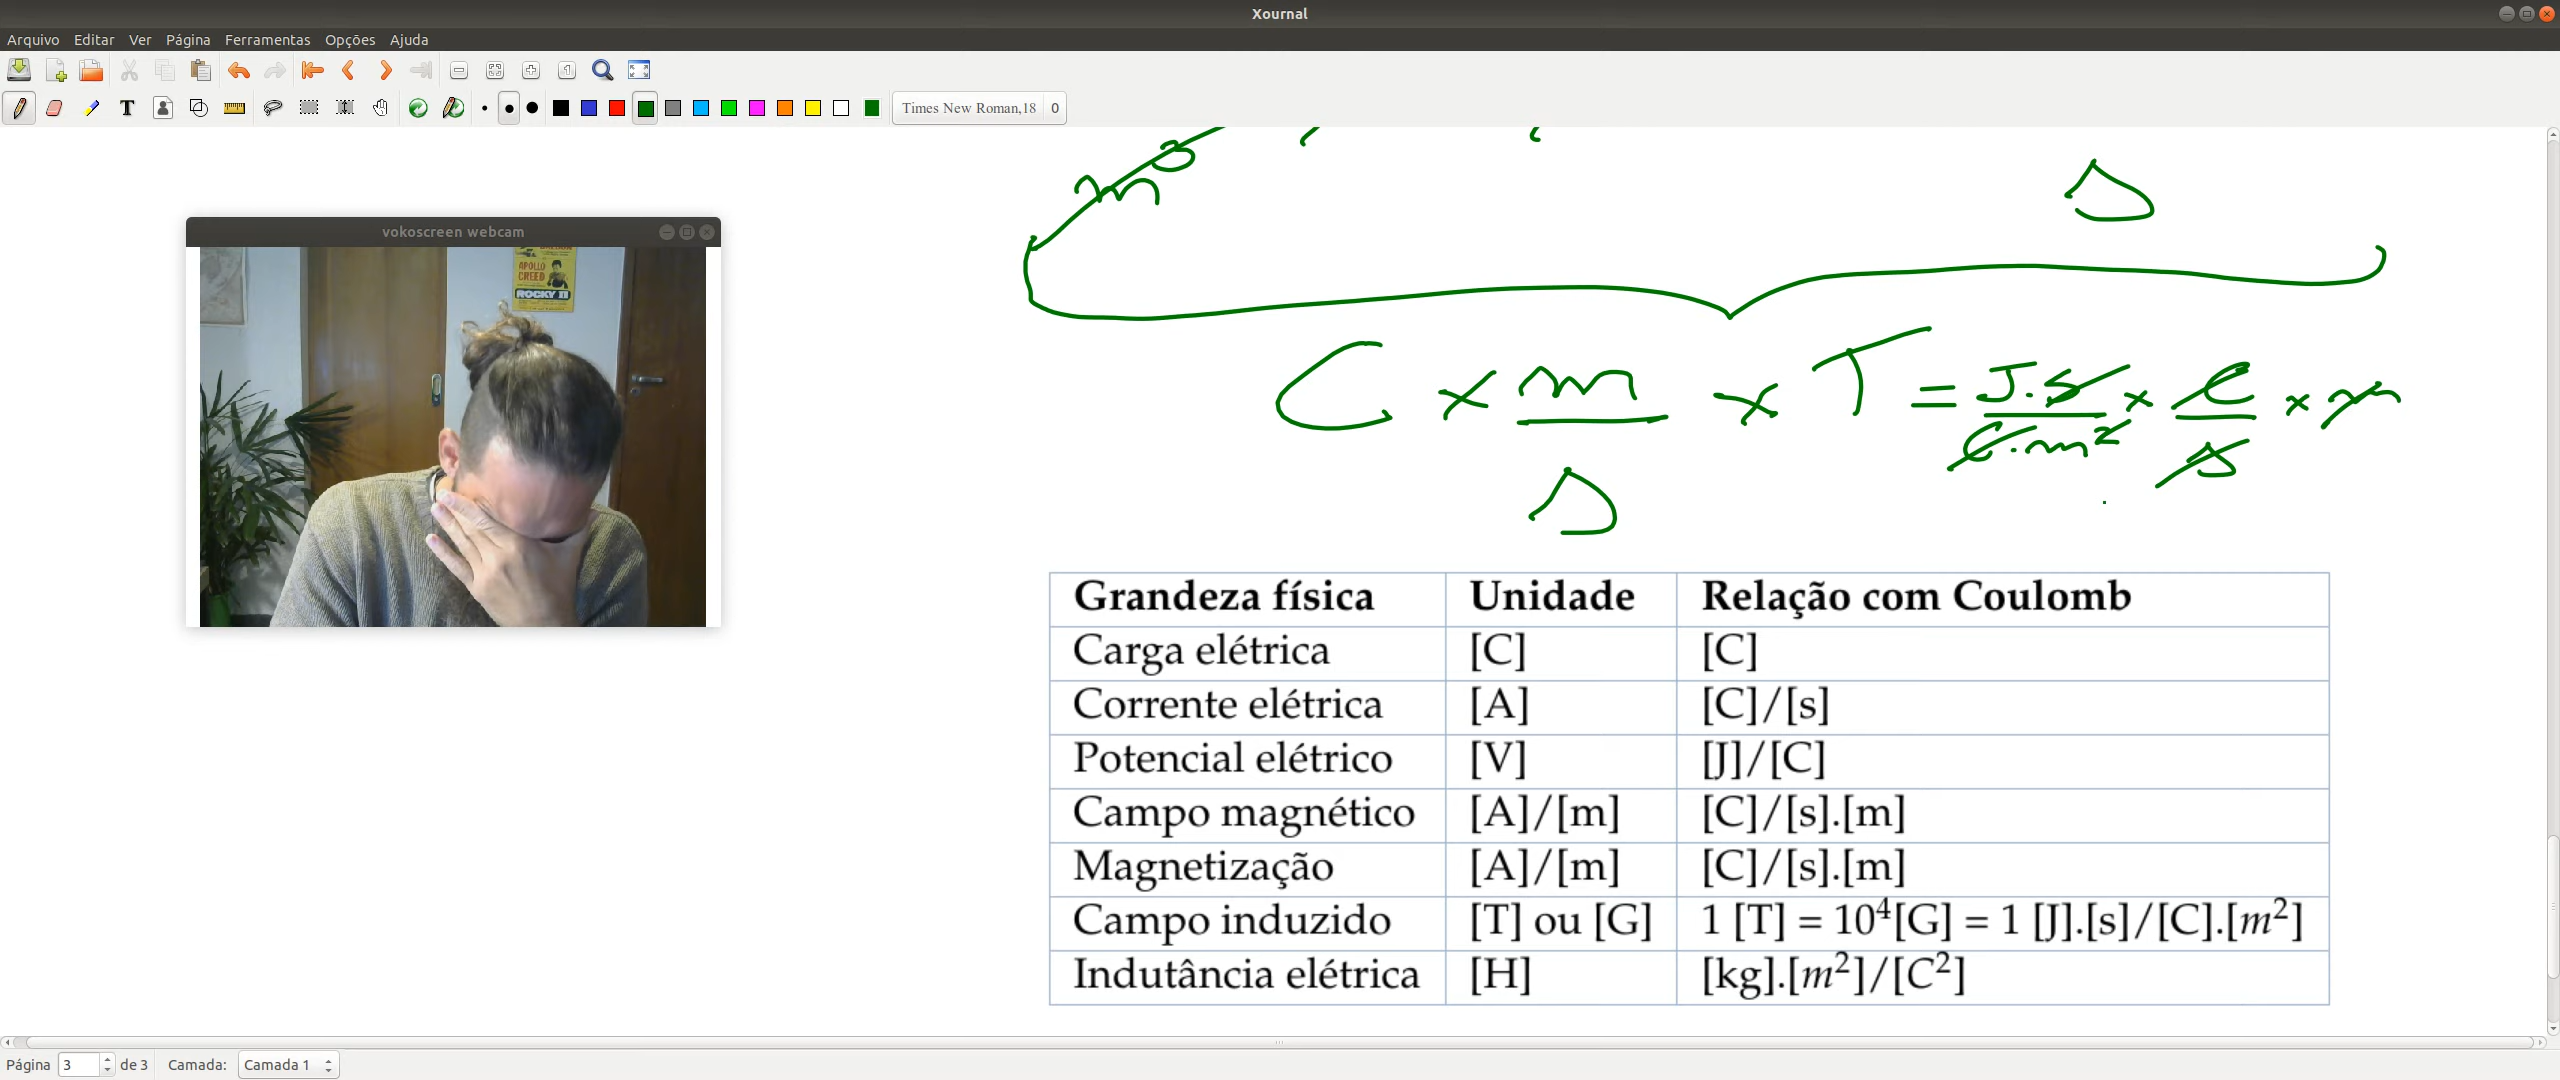 Xournal
Arquivo Editar Ver Página Ferramentas Opções Ajuda
T Times New Roman,18 0
m³
s
vokoscreen webcam
APOLLO
CREED
ROCKY II
C × m/s × T = J.s/C.m² × C/s × m
Grandeza física Unidade Relação com Coulomb
Carga elétrica [C] [C]
Corrente elétrica [A] [C]/[s]
Potencial elétrico [V] [J]/[C]
Campo magnético [A]/[m] [C]/[s].[m]
Magnetização [A]/[m] [C]/[s].[m]
Campo induzido [T] ou [G] 1 [T] = 10⁴[G] = 1 [J].[s]/[C].[m²]
Indutância elétrica [H] [kg].[m²]/[C²]
Página 3 de 3 Camada: Camada 1